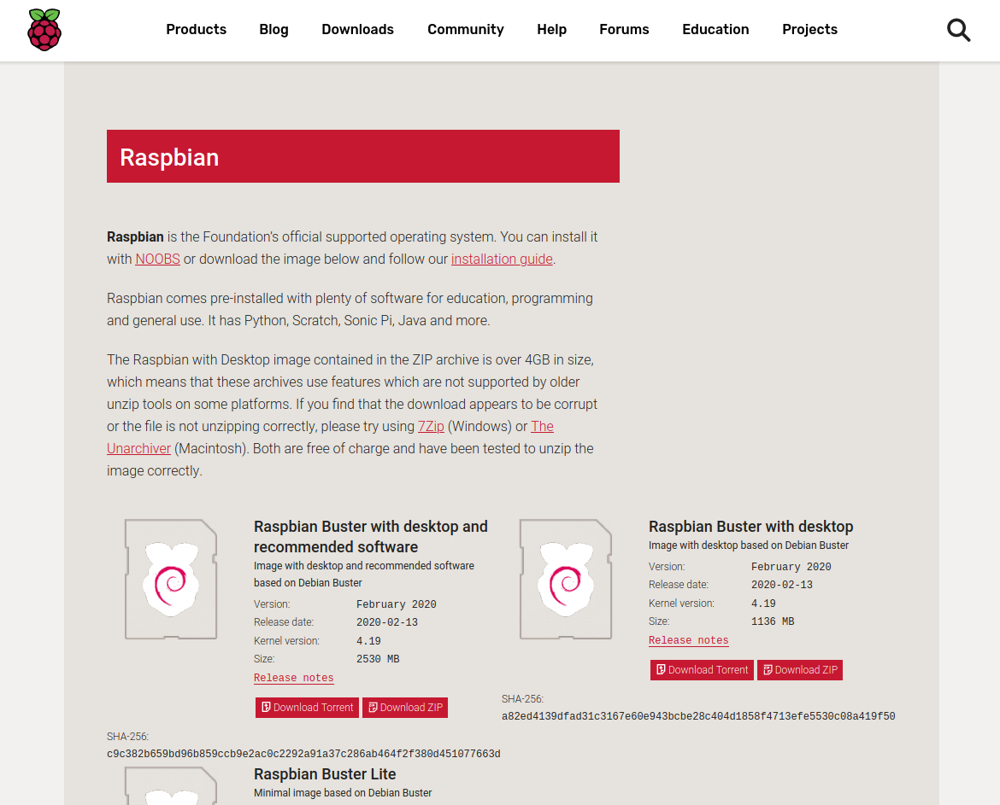 Products Blog Downloads Community Help Forums Education Projects
Raspbian
Raspbian is the Foundation's official supported operating system. You can install it
with NOOBS or download the image below and follow our installation guide.
Raspbian comes pre-installed with plenty of software for education, programming
and general use. It has Python, Scratch, Sonic Pi, Java and more.
The Raspbian with Desktop image contained in the ZIP archive is over 4GB in size,
which means that these archives use features which are not supported by older
unzip tools on some platforms. If you find that the download appears to be corrupt
or the file is not unzipping correctly, please try using 7Zip (Windows) or The
Unarchiver (Macintosh). Both are free of charge and have been tested to unzip the
image correctly.
Raspbian Buster with desktop and
recommended software
Image with desktop and recommended software
based on Debian Buster
Version: February 2020
Release date: 2020-02-13
Kernel version: 4.19
Size: 2530 MB
Release notes
Download Torrent Download ZIP
SHA-256:
c9c382b659bd96b859ccb9e2ac0c2292a91a37c286ab464f2f380d451077663d
Raspbian Buster with desktop
Image with desktop based on Debian Buster
Version: February 2020
Release date: 2020-02-13
Kernel version: 4.19
Size: 1136 MB
Release notes
Download Torrent Download ZIP
SHA-256:
a82ed4139dfad31c3167e60e943bcbe28c404d1858f4713efe5530c08a419f50
Raspbian Buster Lite
Minimal image based on Debian Buster